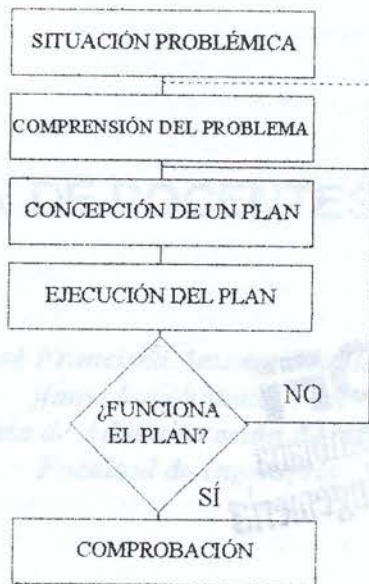 SITUACIÓN PROBLÉMICA
COMPRENSIÓN DEL PROBLEMA
CONCEPCIÓN DE UN PLAN
EJECUCIÓN DEL PLAN
¿FUNCIONA
EL PLAN?
NO
SÍ
COMPROBACIÓN